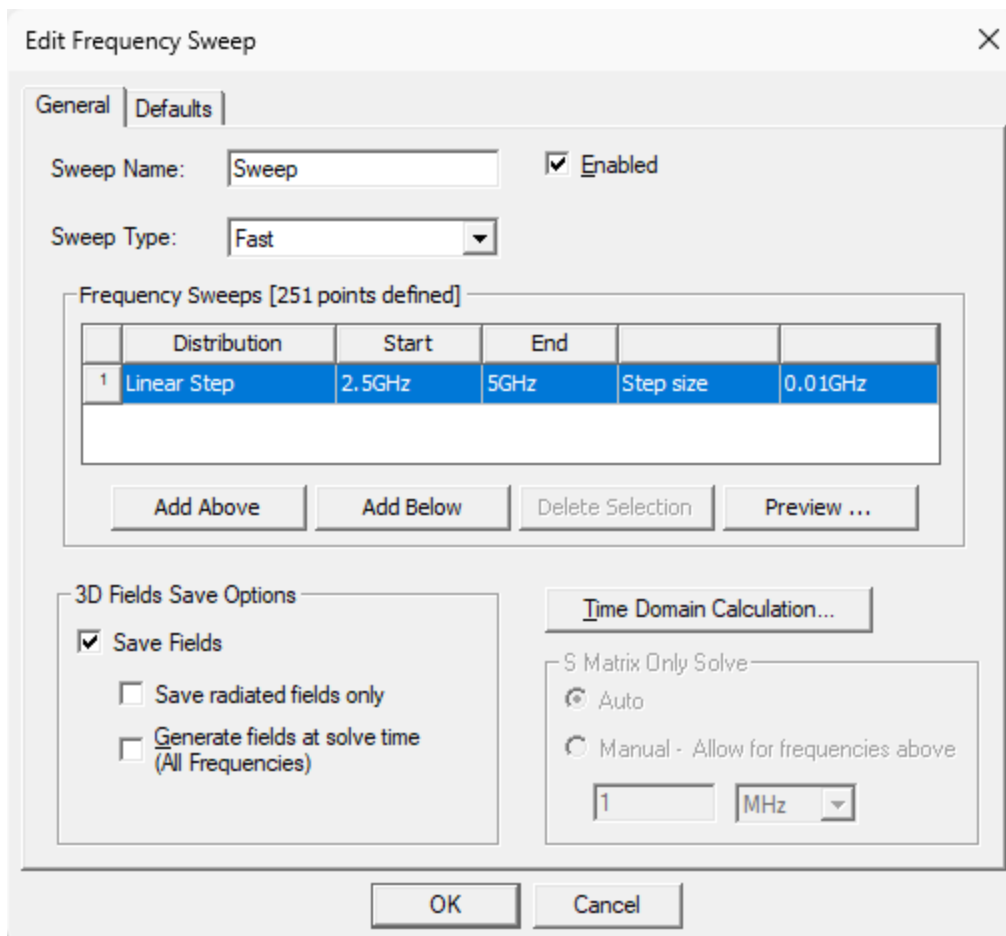 Edit Frequency Sweep
General Defaults
Sweep Name: Sweep Enabled
Sweep Type: Fast
Frequency Sweeps [251 points defined]
Distribution Start End
1 Linear Step 2.5GHz 5GHz Step size 0.01GHz
Add Above Add Below Delete Selection Preview ...
3D Fields Save Options
Save Fields
Save radiated fields only
Generate fields at solve time
(All Frequencies)
Time Domain Calculation...
S Matrix Only Solve
Auto
Manual - Allow for frequencies above
1 MHz
OK Cancel